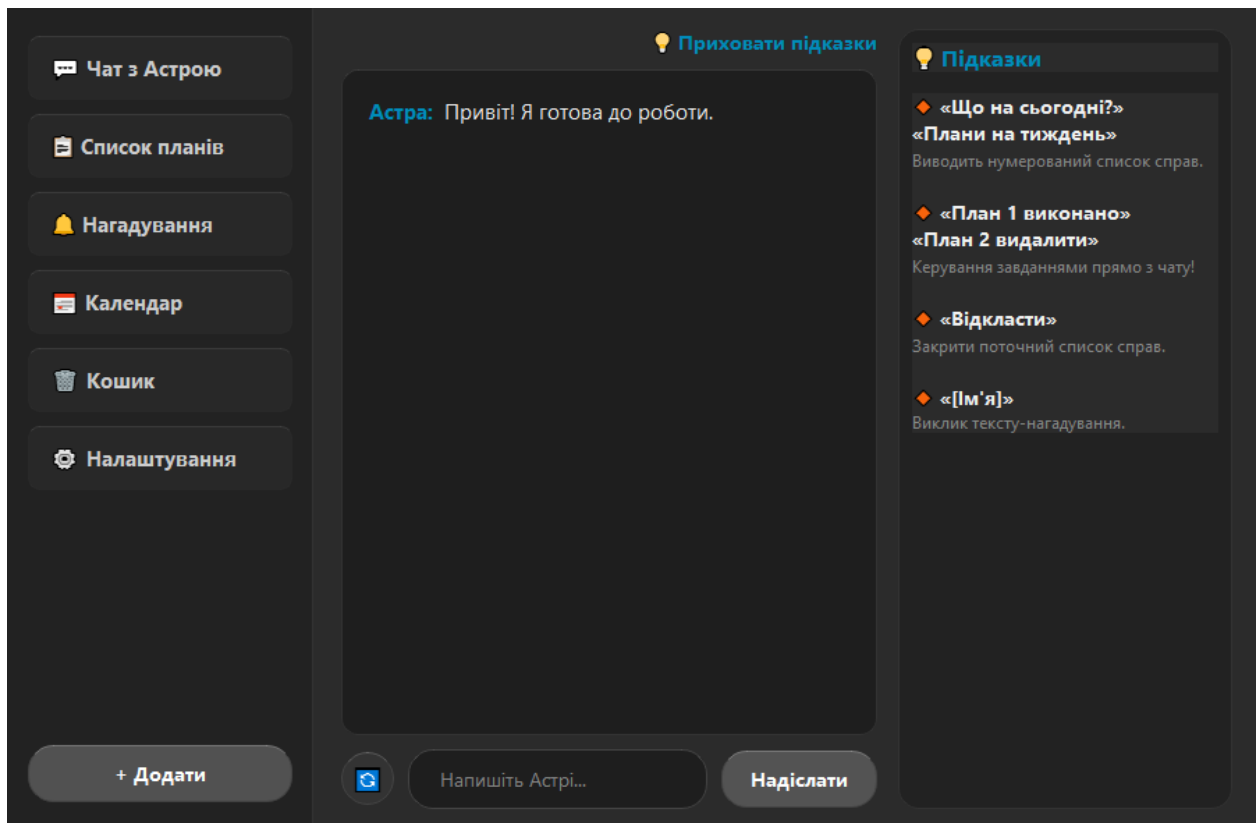 Чат з Астрою
Список планів
Нагадування
Календар
Кошик
Налаштування
+ Додати
Приховати підказки
Астра: Привіт! Я готова до роботи.
Напишіть Астрі...
Надіслати
Підказки
«Що на сьогодні?»
«Плани на тиждень»
Виводить нумерований список справ.
«План 1 виконано»
«План 2 видалити»
Керування завданнями прямо з чату!
«Відкласти»
Закрити поточний список справ.
«[Ім'я]»
Виклик тексту-нагадування.